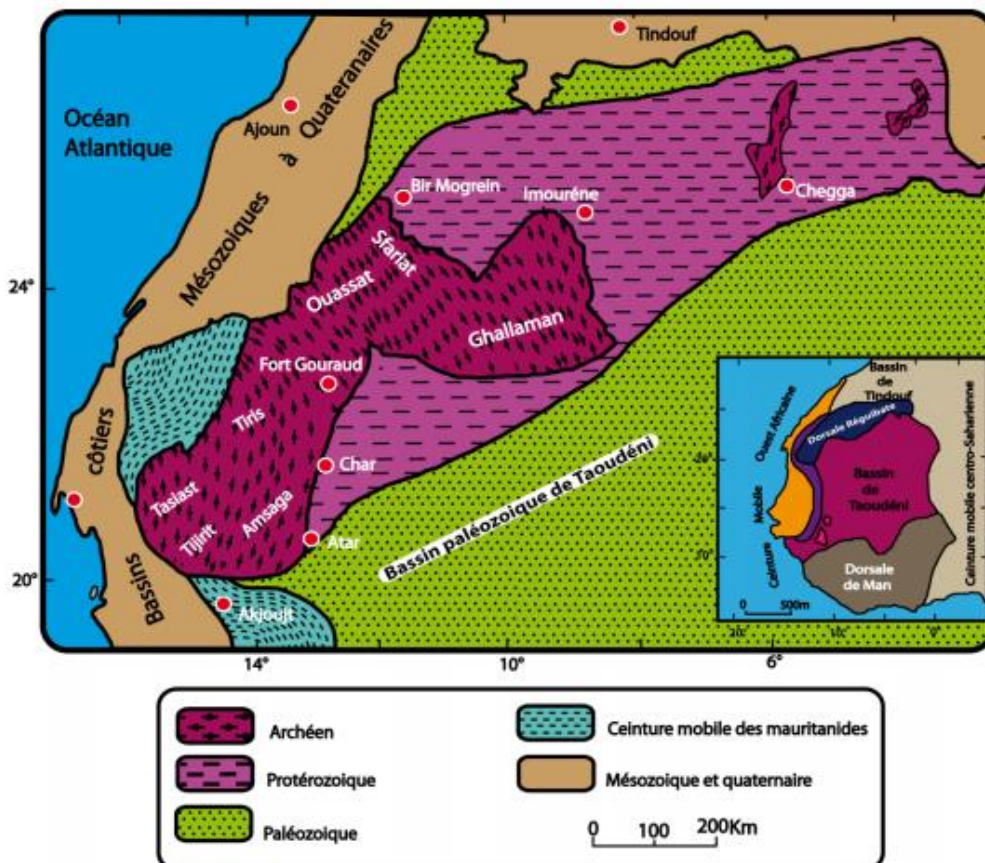 Tindouf
Océan
Atlantique
Ajoun
Mésozoiques à Quateranaires
Bir Mogrein
Imouréne
Chegga
Sfariat
Ouassat
24°
Ghallaman
Fort Gouraud
Tiris
côtiers
Char
Tasiast
Amsaga
Tijirit
Atar
Bassin paléozoique de Taoudéni
20°
Bassins
Akjoujt
14°
10°
6°
Bassin
de
Tindouf
Dorsale Réguibate
Ouest Africaine
Bassin
de
Taoudéni
Mobile
Ceinture
Ceinture mobile centro-Saharienne
Dorsale
de Man
0
500m
20°
10°
0°
Archéen
Protérozoique
Paléozoique
Ceinture mobile des mauritanides
Mésozoique et quaternaire
0 100 200Km